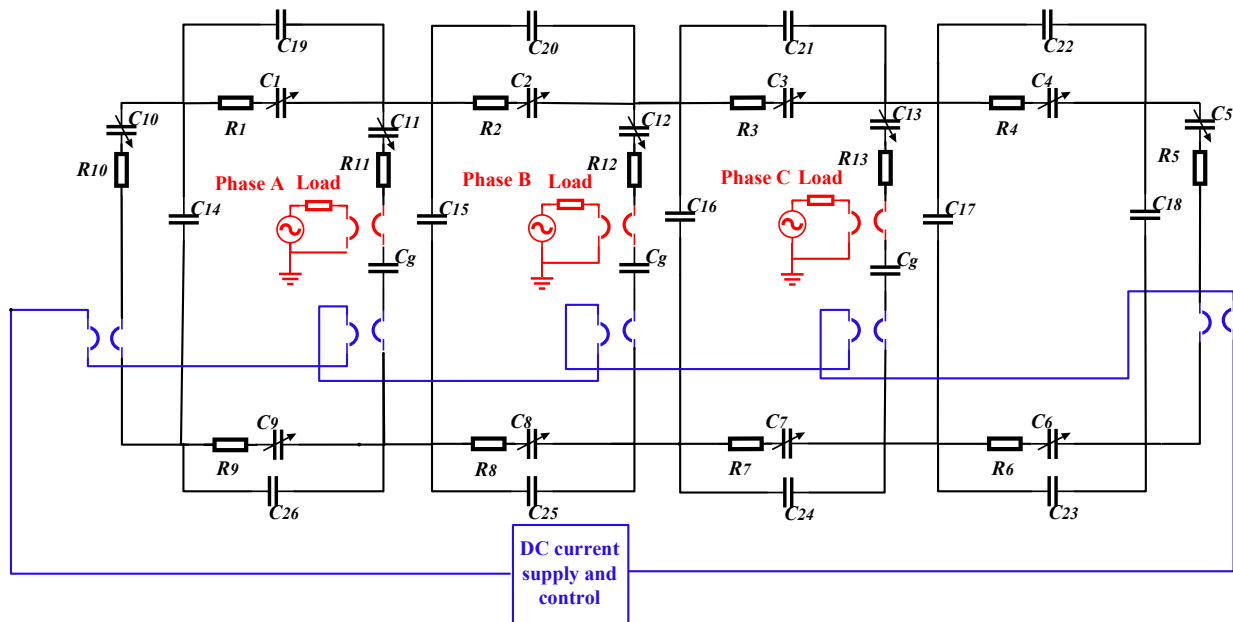 C19
C20
C21
C22
C1
C2
C3
C4
C10
C11
C12
C13
C5
R1
R2
R3
R4
R10
R11
R12
R13
R5
Phase A Load
Phase B Load
Phase C Load
C14
C15
C16
C17
C18
Cg
Cg
Cg
C9
C8
C7
C6
R9
R8
R7
R6
C26
C25
C24
C23
DC current
supply and
control